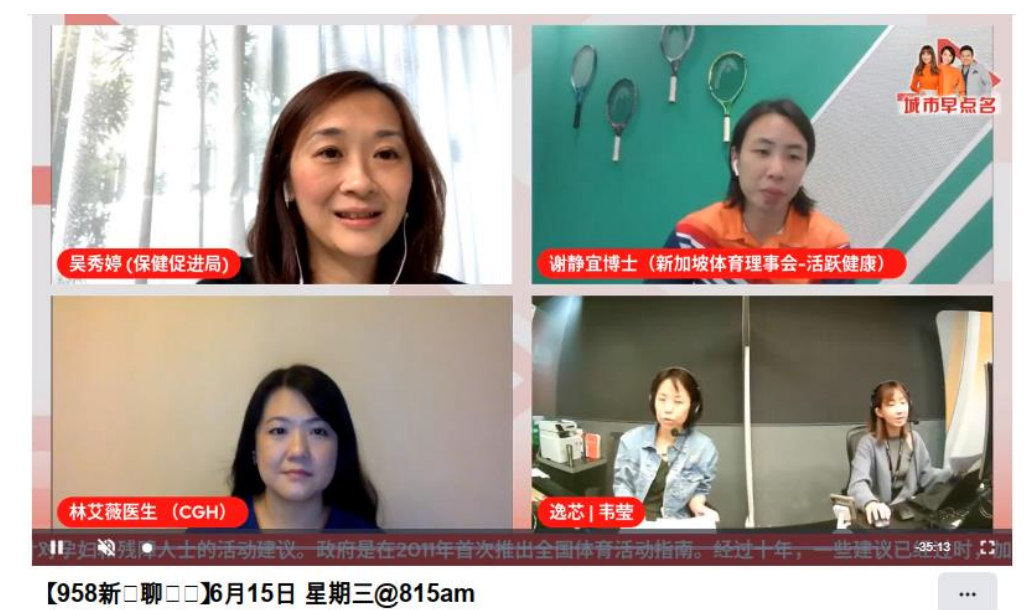 城市早点名
吴秀婷 (保健促进局)
谢静宜博士（新加坡体育理事会-活跃健康）
林艾薇医生 （CGH）
逸芯 | 韦莹
人士的活动建议。政府是在2011年首次推出全国体育活动指南。经过十年，一些建议已经过时，加
-35:13
【958新□聊□□】6月15日 星期三@815am